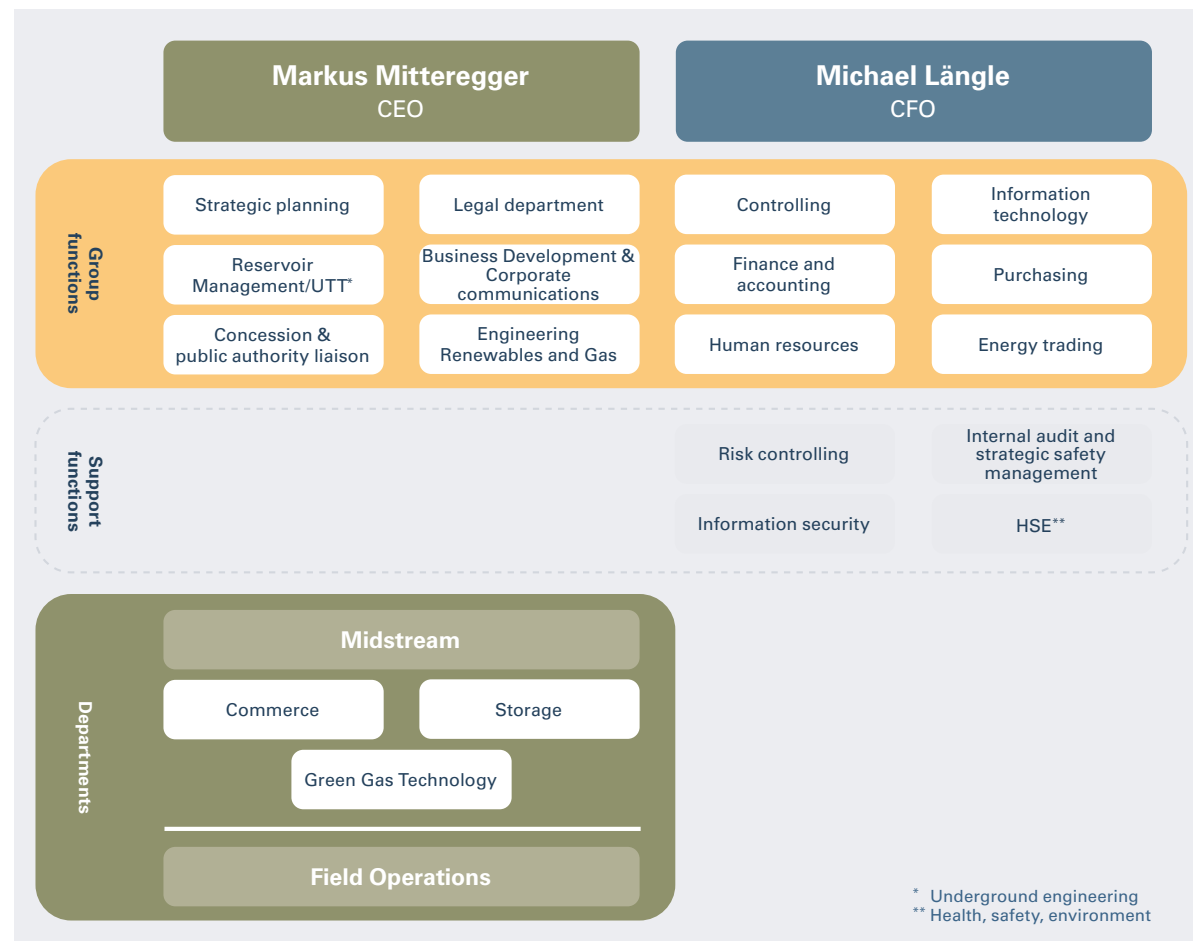 Markus Mitteregger
CEO
Michael Längle
CFO
Group
functions
Strategic planning
Legal department
Controlling
Information
technology
Reservoir
Management/UTT*
Business Development &
Corporate
communications
Finance and
accounting
Purchasing
Concession &
public authority liaison
Engineering
Renewables and Gas
Human resources
Energy trading
Support
functions
Risk controlling
Internal audit and
strategic safety
management
Information security
HSE**
Departments
Midstream
Commerce
Storage
Green Gas Technology
Field Operations
* Underground engineering
** Health, safety, environment